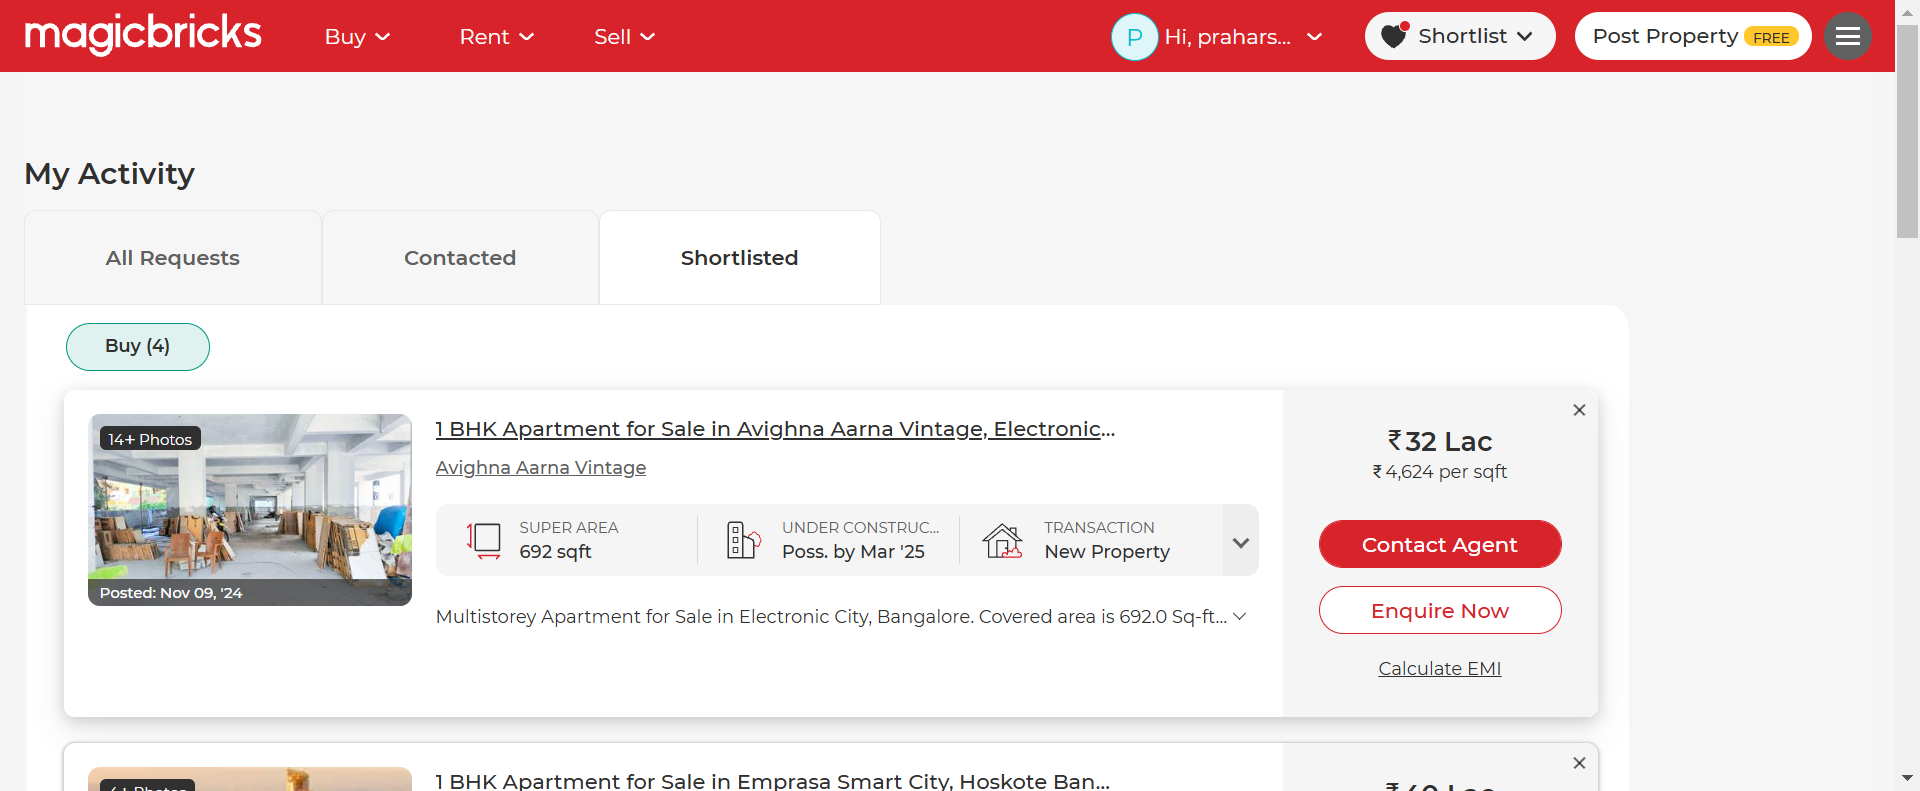 magicbricks
Buy
Rent
Sell
P
Hi, prahars...
Shortlist
Post Property FREE
My Activity
All Requests
Contacted
Shortlisted
Buy (4)
14+ Photos
Posted: Nov 09, '24
1 BHK Apartment for Sale in Avighna Aarna Vintage, Electronic...
Avighna Aarna Vintage
SUPER AREA
692 sqft
UNDER CONSTRUC...
Poss. by Mar '25
TRANSACTION
New Property
Multistorey Apartment for Sale in Electronic City, Bangalore. Covered area is 692.0 Sq-ft...
₹32 Lac
₹4,624 per sqft
Contact Agent
Enquire Now
Calculate EMI
Photos
1 BHK Apartment for Sale in Emprasa Smart City, Hoskote Ban...